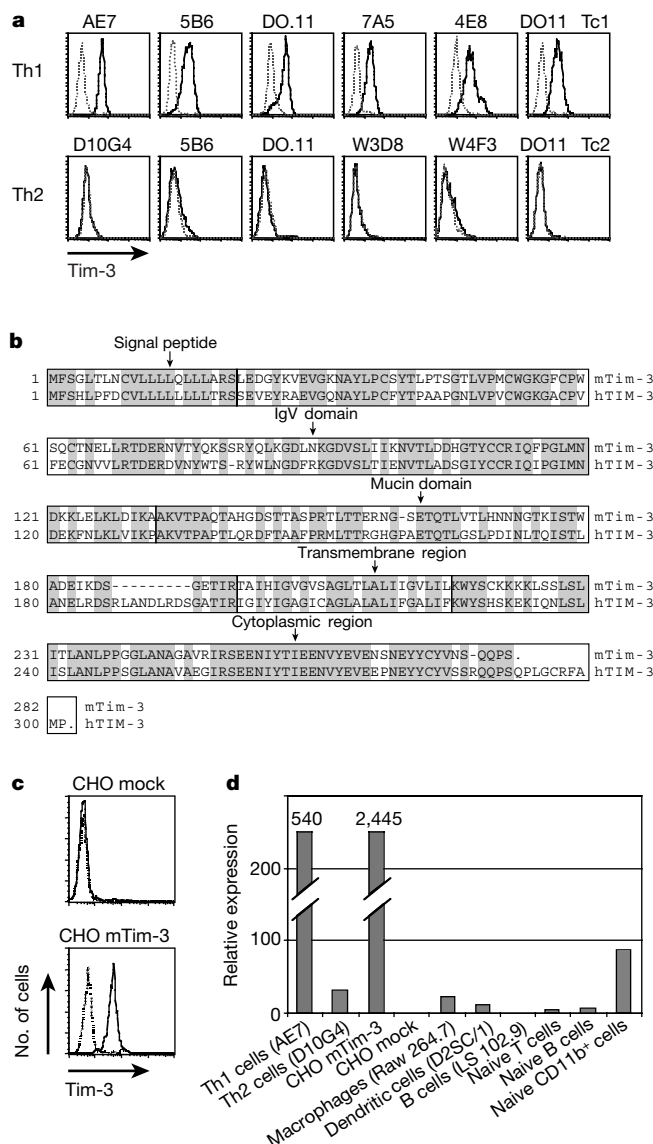 a
AE7 5B6 DO.11 7A5 4E8 DO11 Tc1
Th1
D10G4 5B6 DO.11 W3D8 W4F3 DO11 Tc2
Th2
Tim-3
b
Signal peptide
1 MFSGLTLNCVLLLLQLLLARSLEDGYKVEVGKNAYLPCSYTLPTSGTLVPMCWGKGFCPW mTim-3
1 MFSHLPFDCVLLLLLLLLTRSSEVEYRAEVGQNAYLPCFYTPAAPGNLVPVCWGKGACPV hTIM-3
IgV domain
61 SQCTNELLRTDERNVTYQKSSRYQLKGDLNKGDVSLIIKNVTLDDHGTYCCRIQFPGLMN mTim-3
61 FECGNVVLRTDERDVNYWTS-RYWLNGDFRKGDVSLTIENVTLADSGIYCCRIQIPGIMN hTIM-3
Mucin domain
121 DKKLELKLDIKAAKVTPAQTAHGDSTTASPRTLTTERNG-SETQTLVTLHNNNGTKISTW mTim-3
120 DEKFNLKLVIKPAKVTPAPTLQRDFTAAFPRMLTTRGHGPAETQTLGSLPDINLTQISTL hTIM-3
Transmembrane region
180 ADEIKDS---------GETIRTAIHIGVGVSAGLTLALIIGVLILKWYSCKKKKLSSLSL mTim-3
180 ANELRDSRLANDLRDSGATIRIGIYIGAGICAGLALALIFGALIFKWYSHSKEKIQNLSL hTIM-3
Cytoplasmic region
231 ITLANLPPGGLANAGAVRIRSEENIYTIEENVYEVENSNEYYCYVNS-QQPS. mTim-3
240 ISLANLPPSGLANAVAEGIRSEENIYTIEENVYEVEEPNEYYCYVSSRQQPSQPLGCRFA hTIM-3
282 mTim-3
300 MP. hTIM-3
c
CHO mock
CHO mTim-3
No. of cells
Tim-3
d
540 2,445
200
100
0
Relative expression
Th1 cells (AE7)
Th2 cells (D10G4)
CHO mTim-3
CHO mock
Macrophages (Raw 264.7)
Dendritic cells (D2SC/1)
B cells (LS 102.9)
Naive T cells
Naive B cells
Naive CD11b⁺ cells